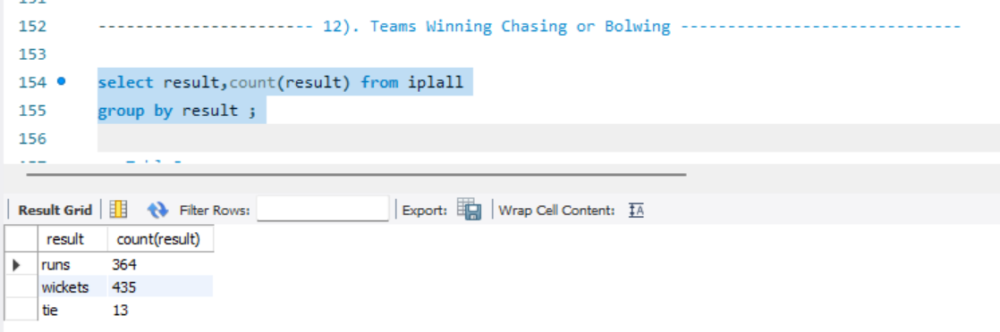 152 ----------------------- 12). Teams Winning Chasing or Bolwing ------------------------------
153
154 select result,count(result) from iplall
155 group by result ;
156
Result Grid Filter Rows: Export: Wrap Cell Content: IA
result count(result)
runs 364
wickets 435
tie 13